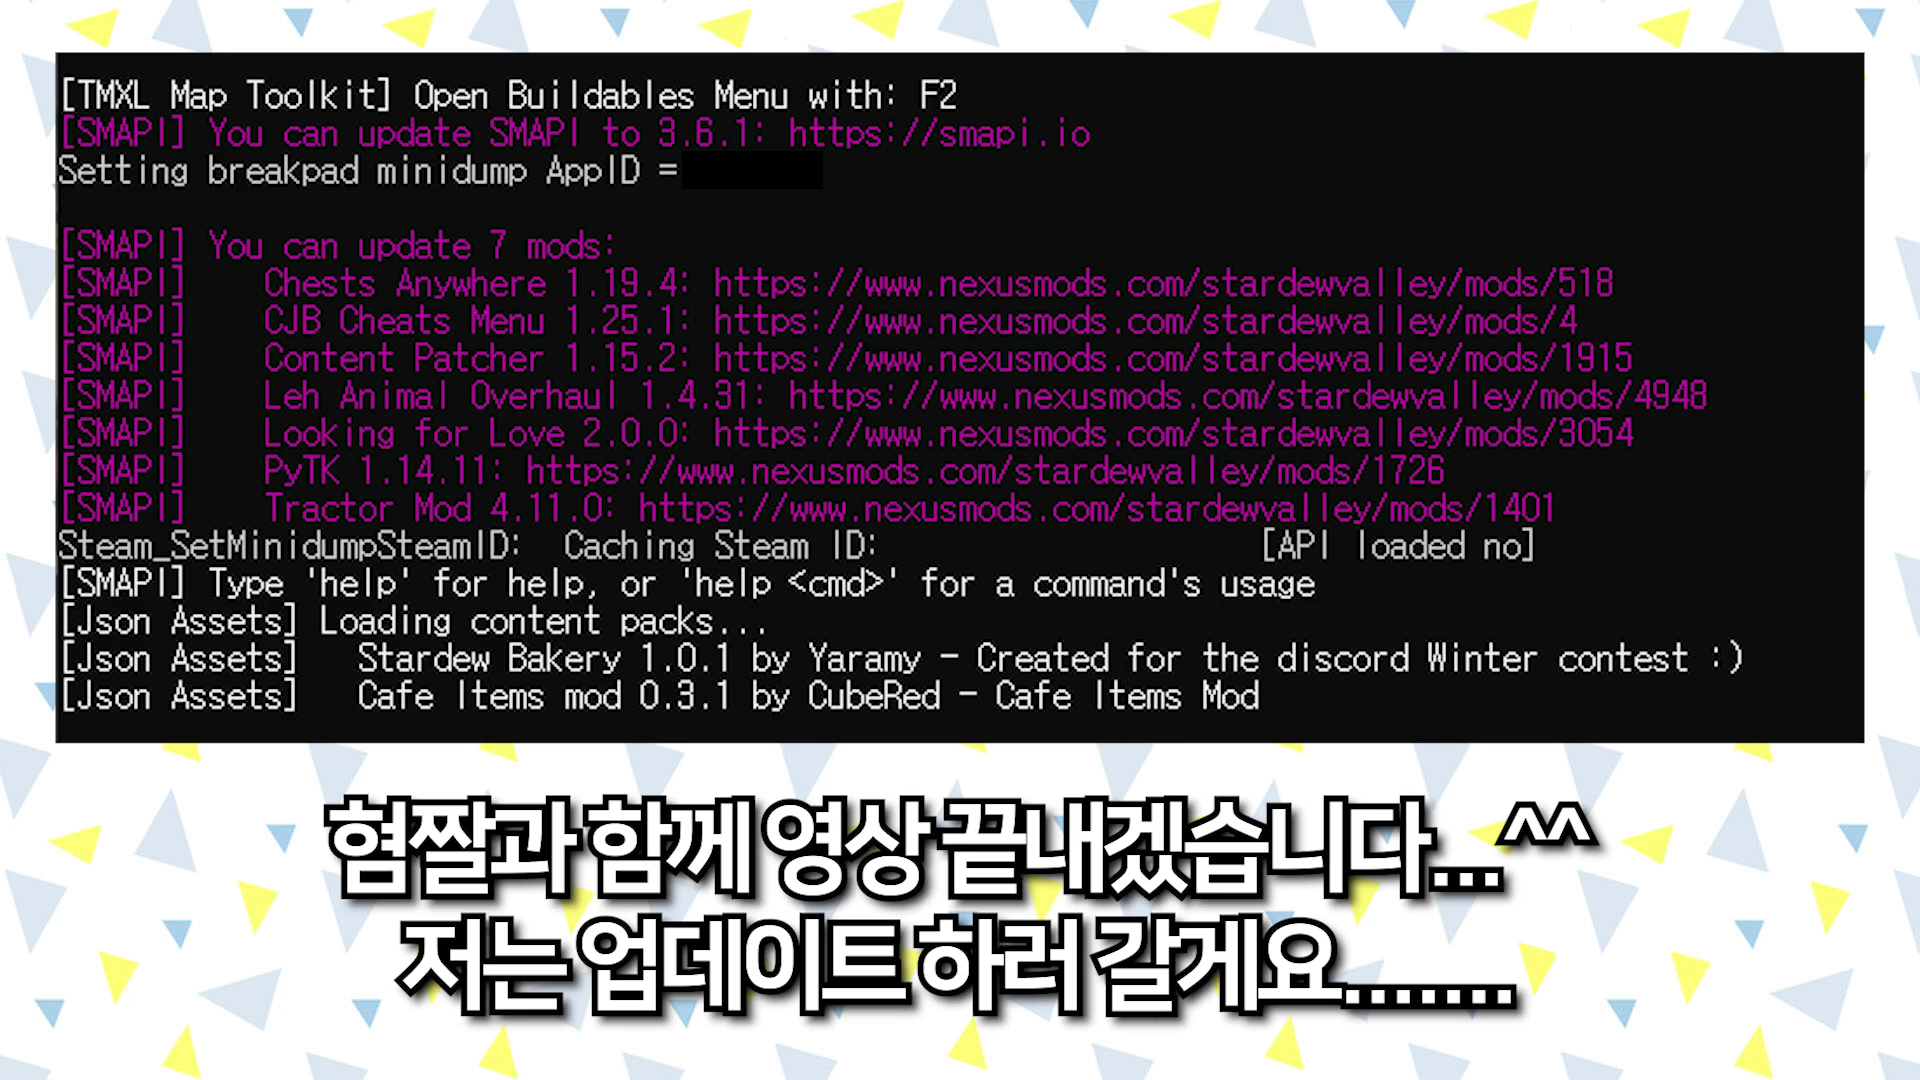 [TMXL Map Toolkit] Open Buildables Menu with: F2
[SMAPI] You can update SMAPI to 3.6.1: https://smapi.io
Setting breakpad minidump AppID =
[SMAPI] You can update 7 mods:
[SMAPI] Chests Anywhere 1.19.4: https://www.nexusmods.com/stardewvalley/mods/518
[SMAPI] CJB Cheats Menu 1.25.1: https://www.nexusmods.com/stardewvalley/mods/4
[SMAPI] Content Patcher 1.15.2: https://www.nexusmods.com/stardewvalley/mods/1915
[SMAPI] Leh Animal Overhaul 1.4.31: https://www.nexusmods.com/stardewvalley/mods/4948
[SMAPI] Looking for Love 2.0.0: https://www.nexusmods.com/stardewvalley/mods/3054
[SMAPI] PyTK 1.14.11: https://www.nexusmods.com/stardewvalley/mods/1726
[SMAPI] Tractor Mod 4.11.0: https://www.nexusmods.com/stardewvalley/mods/1401
Steam_SetMinidumpSteamID: Caching Steam ID: [API loaded no]
[SMAPI] Type 'help' for help, or 'help <cmd>' for a command's usage
[Json Assets] Loading content packs...
[Json Assets] Stardew Bakery 1.0.1 by Yaramy - Created for the discord Winter contest :)
[Json Assets] Cafe Items mod 0.3.1 by CubeRed - Cafe Items Mod
혐짤과 함께 영상 끝내겠습니다...^^
저는 업데이트 하러 갈게요.......